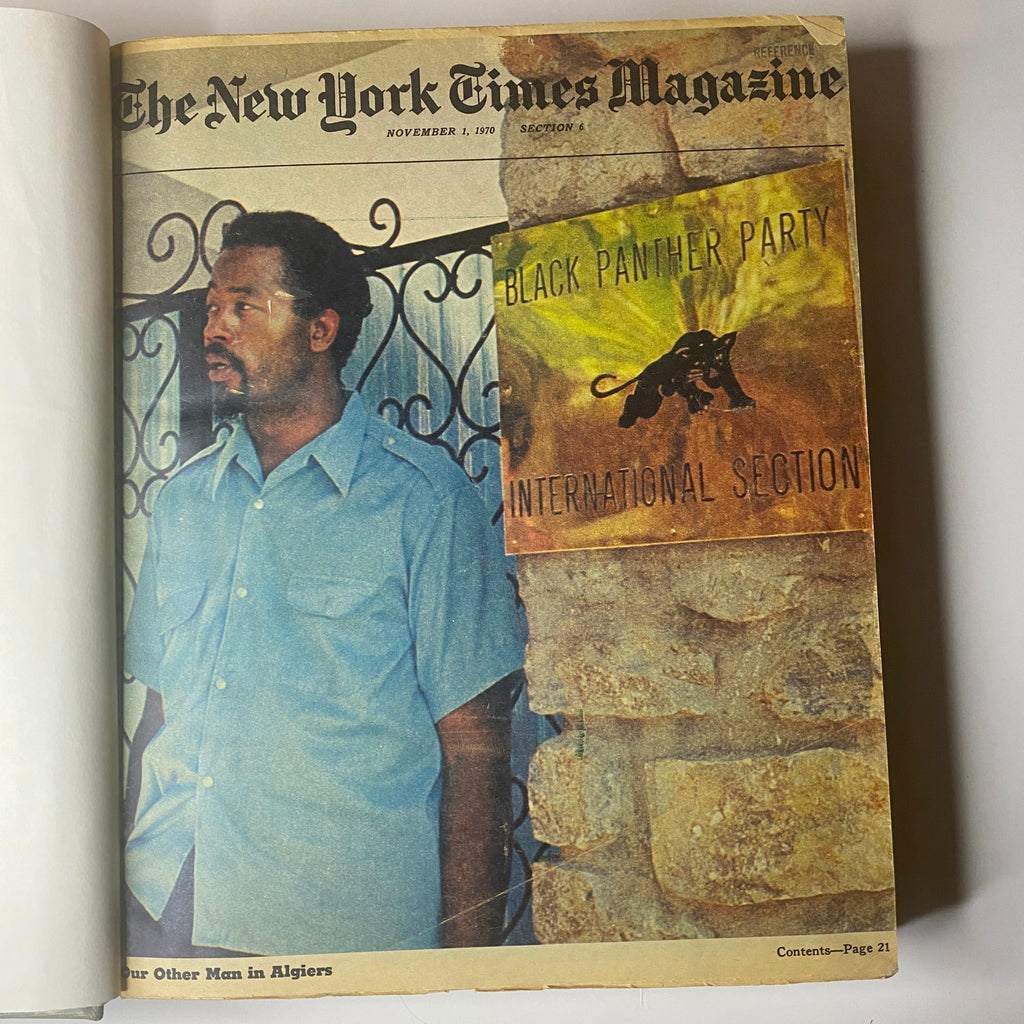 REFERENCE
The New York Times Magazine
NOVEMBER 1, 1970 SECTION 6
BLACK PANTHER PARTY
INTERNATIONAL SECTION
Contents—Page 21
Our Other Man in Algiers